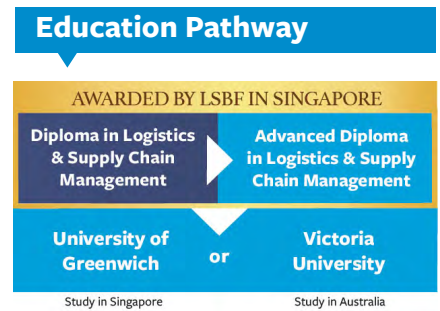 Education Pathway
AWARDED BY LSBF IN SINGAPORE
Diploma in Logistics
& Supply Chain
Management
Advanced Diploma
in Logistics & Supply
Chain Management
University of
Greenwich
or
Victoria
University
Study in Singapore
Study in Australia